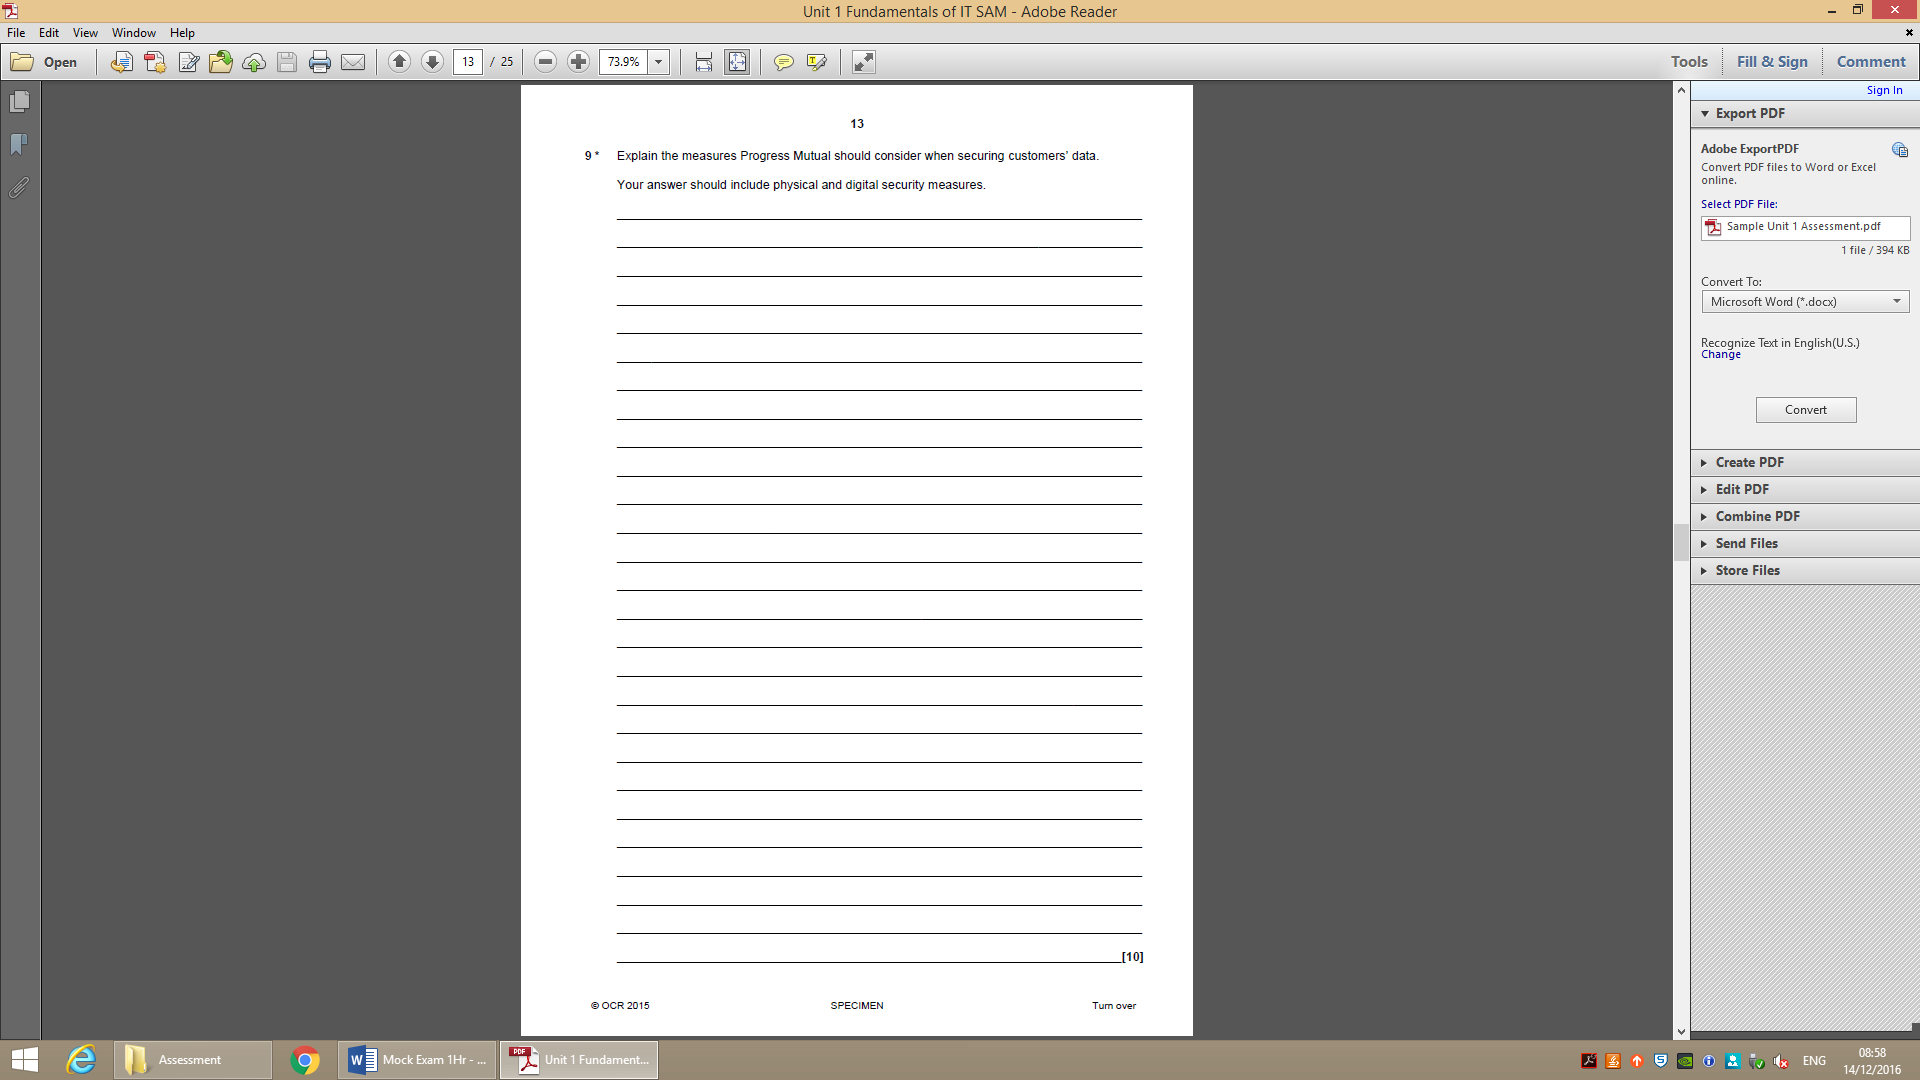 Unit 1 Fundamentals of IT SAM - Adobe Reader
File Edit View Window Help
Open 13 / 25 73.9% Tools Fill & Sign Comment
Sign In
13
9 * Explain the measures Progress Mutual should consider when securing customers' data.
Your answer should include physical and digital security measures.
[10]
© OCR 2015 SPECIMEN Turn over
Export PDF
Adobe ExportPDF
Convert PDF files to Word or Excel
online.
Select PDF File:
Sample Unit 1 Assessment.pdf
1 file / 394 KB
Convert To:
Microsoft Word (*.docx)
Recognize Text in English(U.S.)
Change
Convert
Create PDF
Edit PDF
Combine PDF
Send Files
Store Files
Assessment
Mock Exam 1Hr - ...
PDF
Unit 1 Fundament...
ENG
08:58
14/12/2016